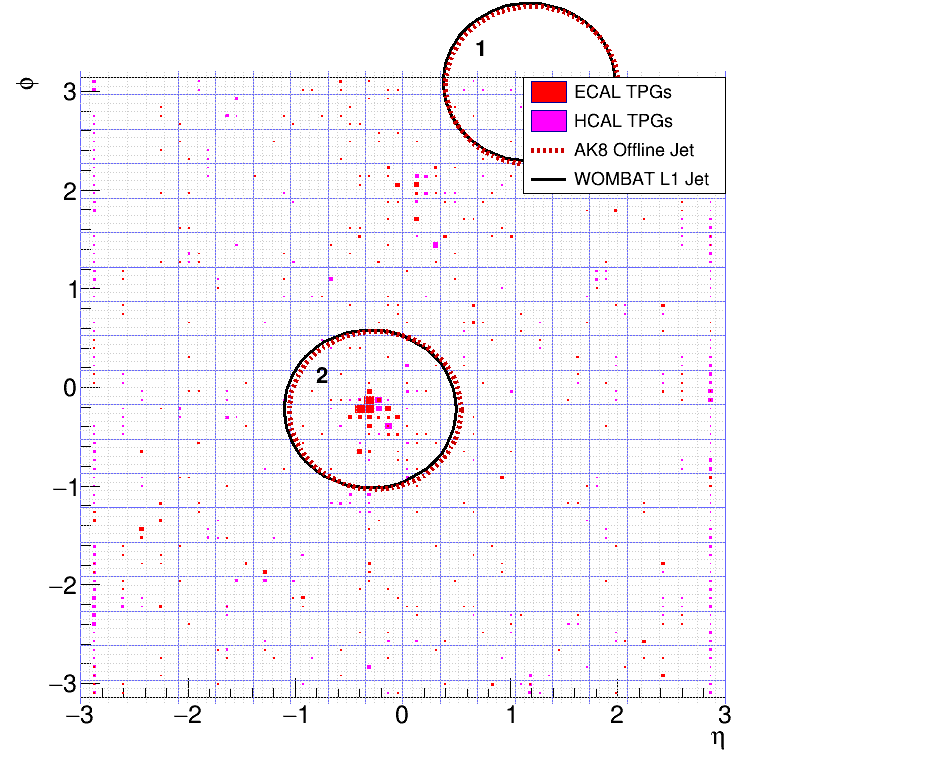 1
ϕ
3
ECAL TPGs
HCAL TPGs
AK8 Offline Jet
2
WOMBAT L1 Jet
1
2
0
−1
−2
−3
−3 −2 −1 0 1 2 3
η